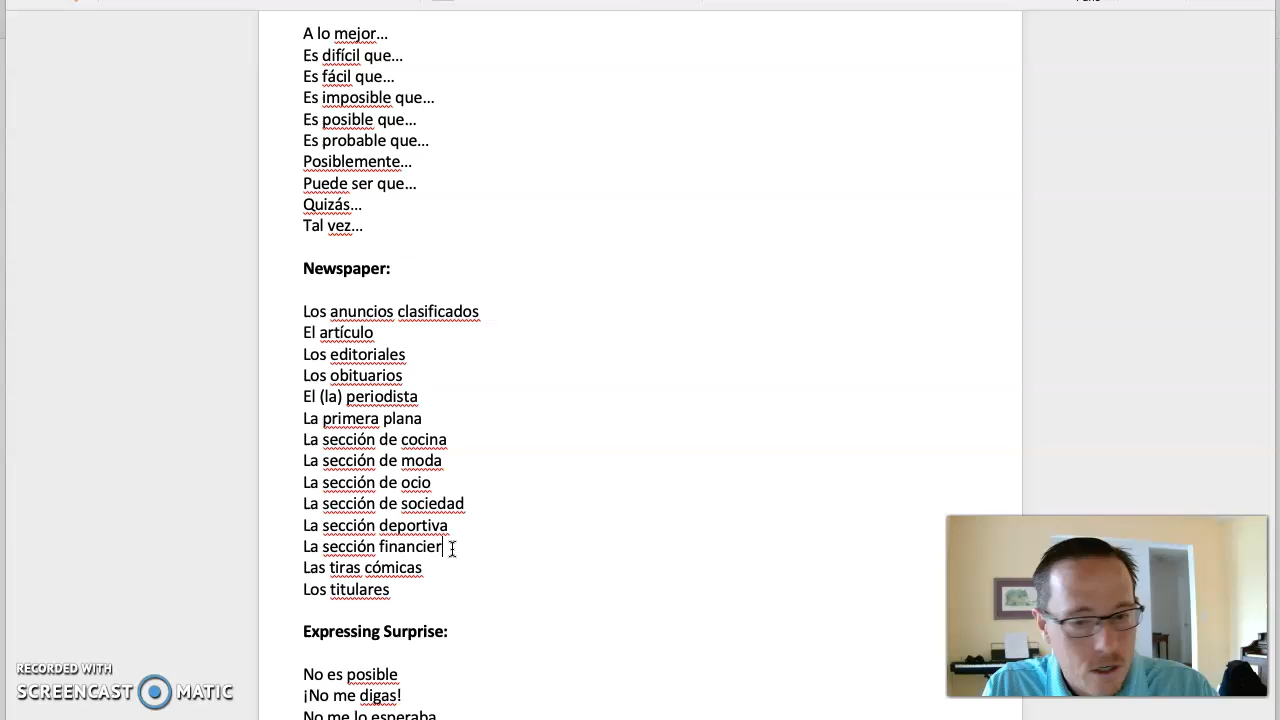 A lo mejor...
Es difícil que...
Es fácil que...
Es imposible que...
Es posible que...
Es probable que...
Posiblemente...
Puede ser que...
Quizás...
Tal vez...
Newspaper:
Los anuncios clasificados
El artículo
Los editoriales
Los obituarios
El (la) periodista
La primera plana
La sección de cocina
La sección de moda
La sección de ocio
La sección de sociedad
La sección deportiva
La sección financier
Las tiras cómicas
Los titulares
Expressing Surprise:
No es posible
¡No me digas!
No me lo esperaba
RECORDED WITH
SCREENCAST MATIC